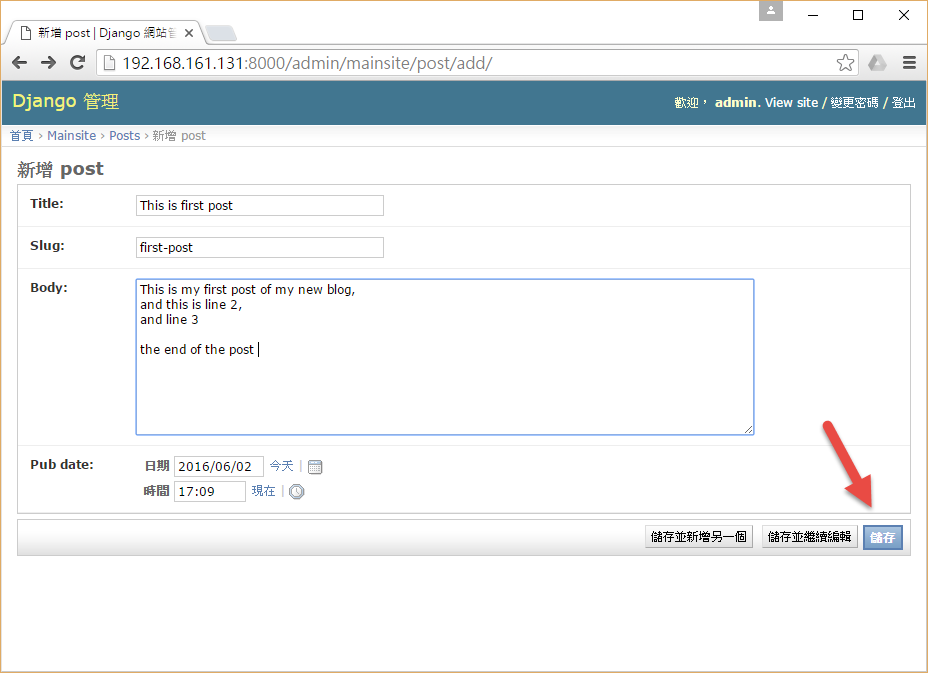 新增 post | Django 網站管
192.168.161.131:8000/admin/mainsite/post/add/
Django 管理
歡迎， admin. View site / 變更密碼 / 登出
首頁 › Mainsite › Posts › 新增 post
新增 post
Title: This is first post
Slug: first-post
Body:
This is my first post of my new blog,
and this is line 2,
and line 3
the end of the post
Pub date: 日期 2016/06/02 今天 |
時間 17:09 現在 |
儲存並新增另一個 儲存並繼續編輯 儲存